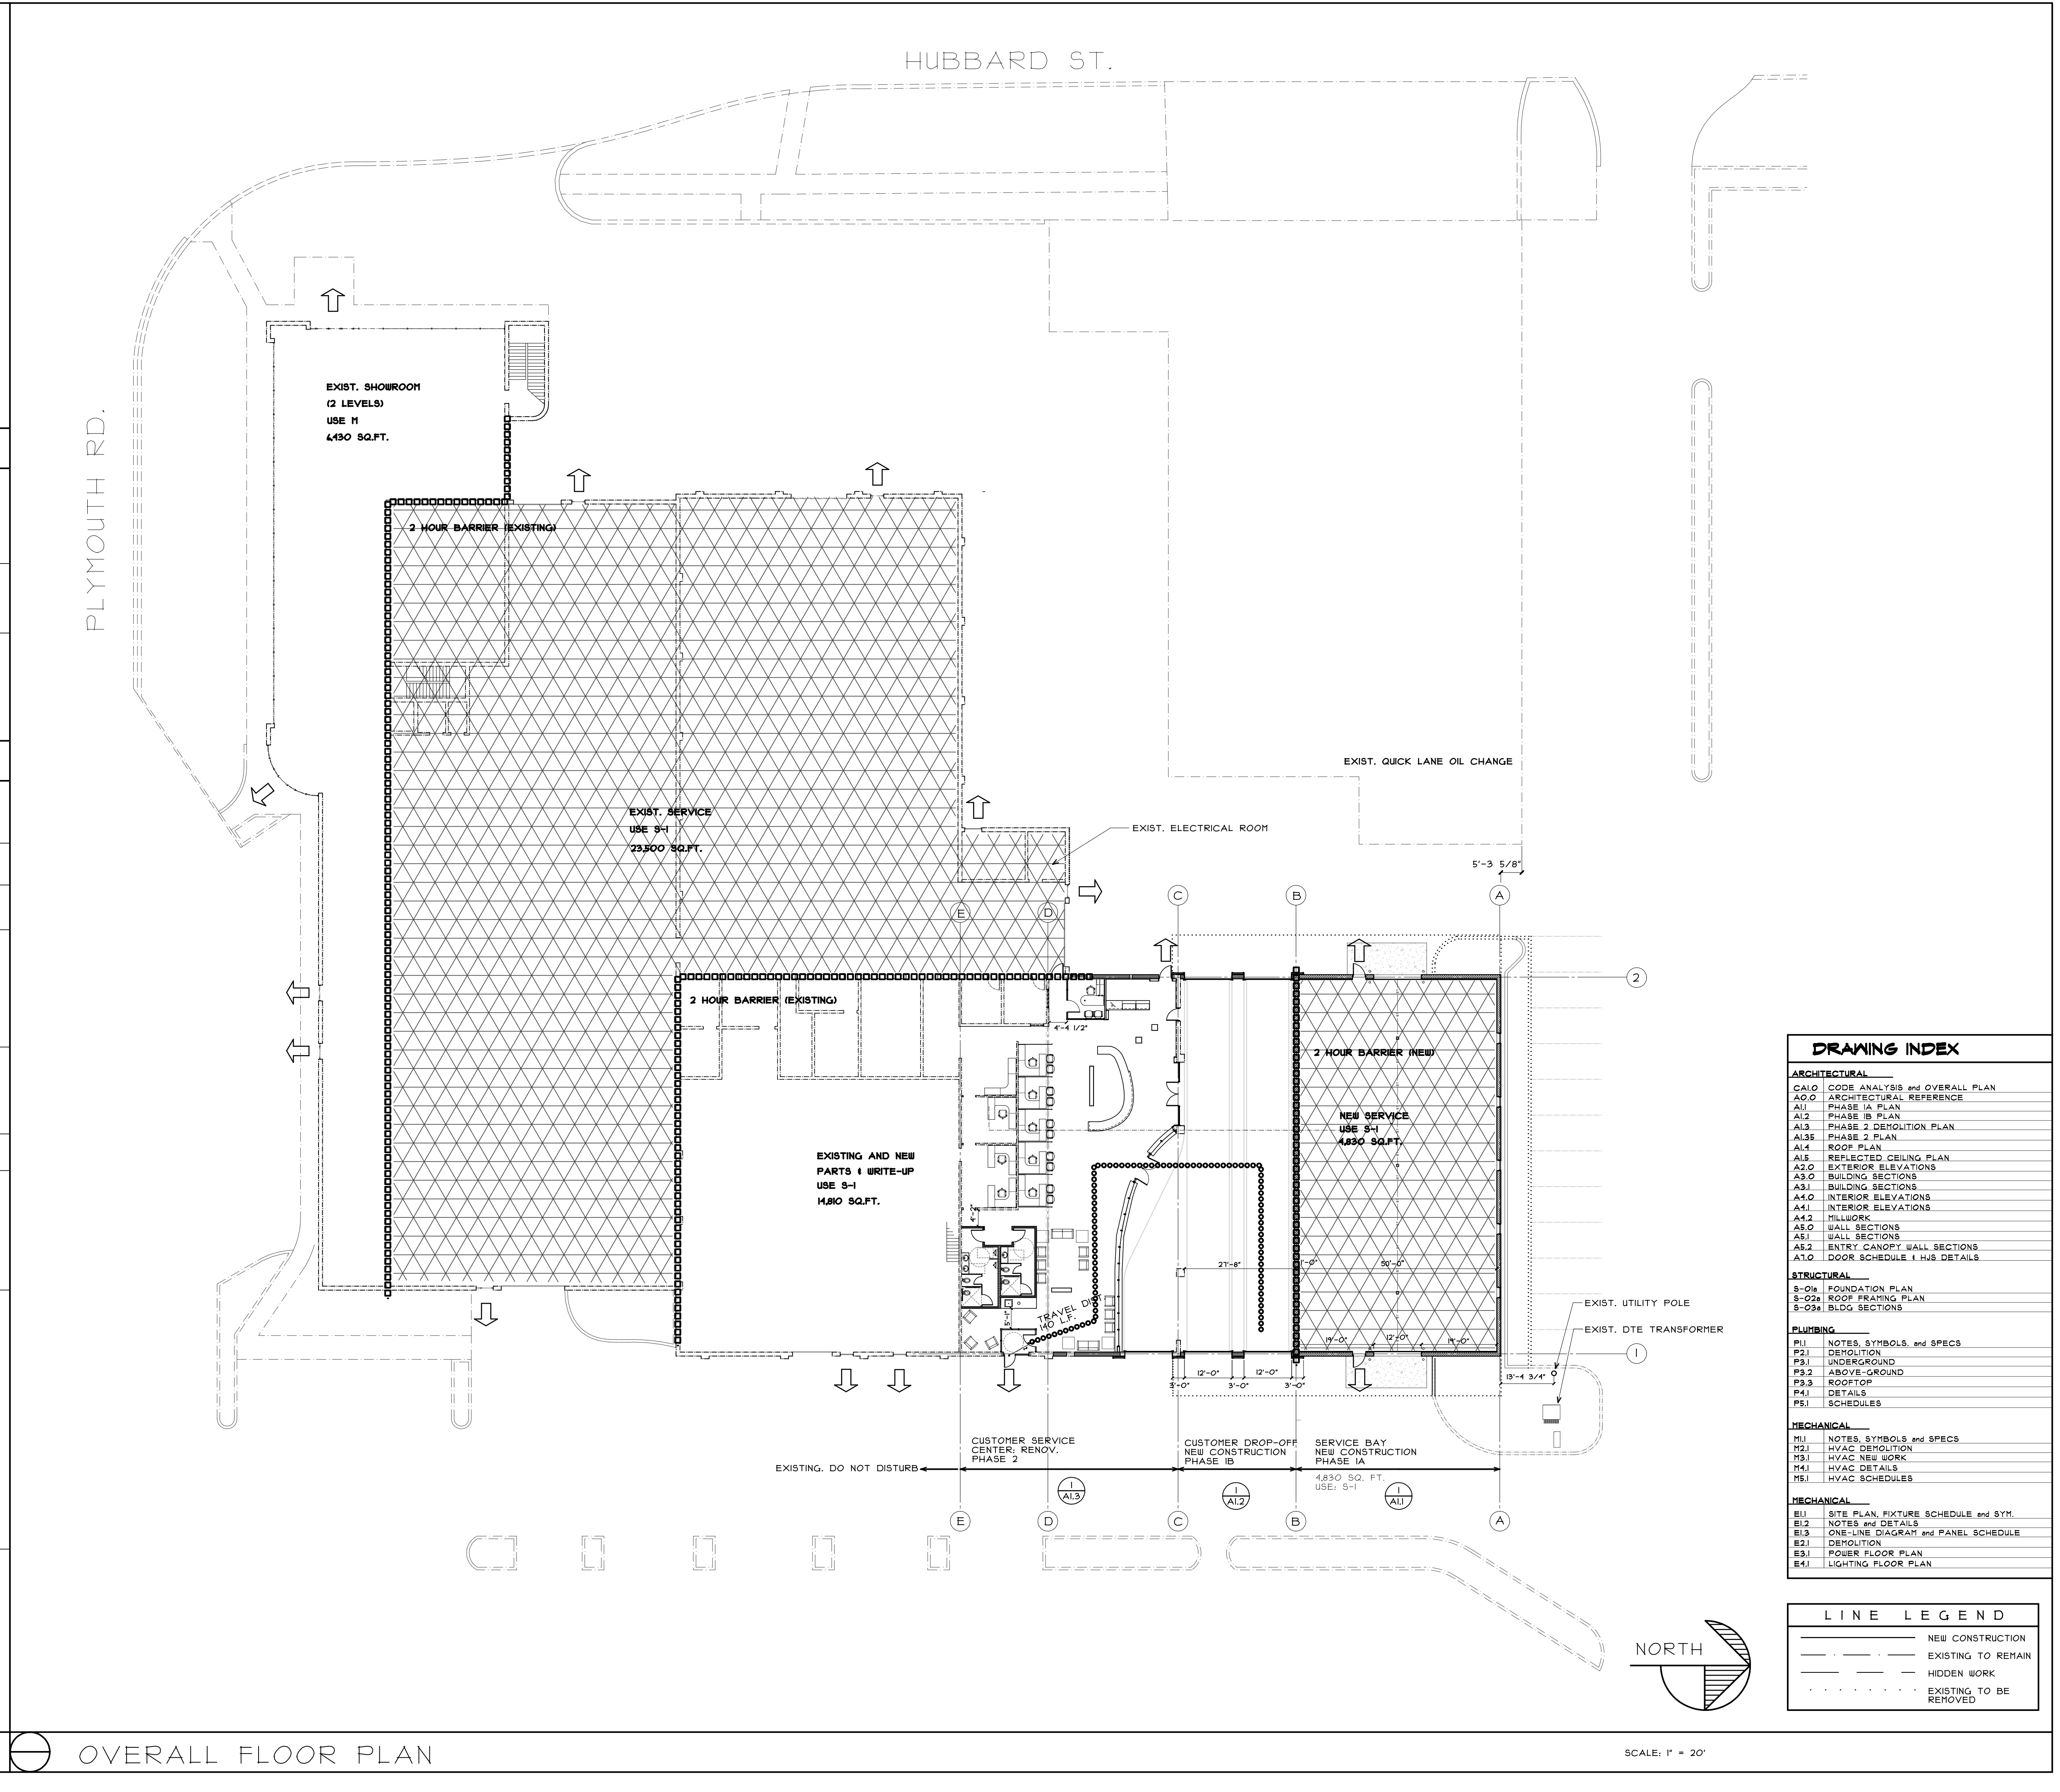 HUBBARD ST.
PLYMOUTH RD.
EXIST. SHOWROOM
(2 LEVELS)
USE M
6,930 SQ.FT.
2 HOUR BARRIER (EXISTING)
EXIST. QUICK LANE OIL CHANGE
EXIST. SERVICE
USE S-1
23,500 SQ.FT.
EXIST. ELECTRICAL ROOM
5'-3 5/8"
C
B
A
E
D
2
2 HOUR BARRIER (EXISTING)
4'-4 1/2"
2 HOUR BARRIER (NEW)
NEW SERVICE
USE S-1
4,830 SQ.FT.
EXISTING AND NEW
PARTS & WRITE-UP
USE S-1
14,810 SQ.FT.
4'-2"
27'-8"
1'-0"
50'-0"
TRAVEL DIST.
140 L.F.
5'-1"
19'-0"
12'-0"
19'-0"
EXIST. UTILITY POLE
EXIST. DTE TRANSFORMER
1
13'-4 3/4"
12'-0"
12'-0"
3'-0"
3'-0"
3'-0"
CUSTOMER SERVICE
CENTER: RENOV.
PHASE 2
CUSTOMER DROP-OFF
NEW CONSTRUCTION
PHASE 1B
SERVICE BAY
NEW CONSTRUCTION
PHASE 1A
EXISTING. DO NOT DISTURB
4,830 SQ. FT.
USE: S-1
1
A1.3
1
A1.2
1
A1.1
E
D
C
B
A
DRAWING INDEX
ARCHITECTURAL
CA1.0 CODE ANALYSIS and OVERALL PLAN
A0.0 ARCHITECTURAL REFERENCE
A1.1 PHASE 1A PLAN
A1.2 PHASE 1B PLAN
A1.3 PHASE 2 DEMOLITION PLAN
A1.35 PHASE 2 PLAN
A1.4 ROOF PLAN
A1.5 REFLECTED CEILING PLAN
A2.0 EXTERIOR ELEVATIONS
A3.0 BUILDING SECTIONS
A3.1 BUILDING SECTIONS
A4.0 INTERIOR ELEVATIONS
A4.1 INTERIOR ELEVATIONS
A4.2 MILLWORK
A5.0 WALL SECTIONS
A5.1 WALL SECTIONS
A5.2 ENTRY CANOPY WALL SECTIONS
A7.0 DOOR SCHEDULE & HJS DETAILS
STRUCTURAL
S-01a FOUNDATION PLAN
S-02a ROOF FRAMING PLAN
S-03a BLDG SECTIONS
PLUMBING
P1.1 NOTES, SYMBOLS. and SPECS
P2.1 DEMOLITION
P3.1 UNDERGROUND
P3.2 ABOVE-GROUND
P3.3 ROOFTOP
P4.1 DETAILS
P5.1 SCHEDULES
MECHANICAL
M1.1 NOTES, SYMBOLS and SPECS
M2.1 HVAC DEMOLITION
M3.1 HVAC NEW WORK
M4.1 HVAC DETAILS
M5.1 HVAC SCHEDULES
MECHANICAL
E1.1 SITE PLAN, FIXTURE SCHEDULE and SYM.
E1.2 NOTES and DETAILS
E1.3 ONE-LINE DIAGRAM and PANEL SCHEDULE
E2.1 DEMOLITION
E3.1 POWER FLOOR PLAN
E4.1 LIGHTING FLOOR PLAN
LINE LEGEND
NEW CONSTRUCTION
EXISTING TO REMAIN
HIDDEN WORK
EXISTING TO BE
REMOVED
NORTH
OVERALL FLOOR PLAN
SCALE: 1" = 20'